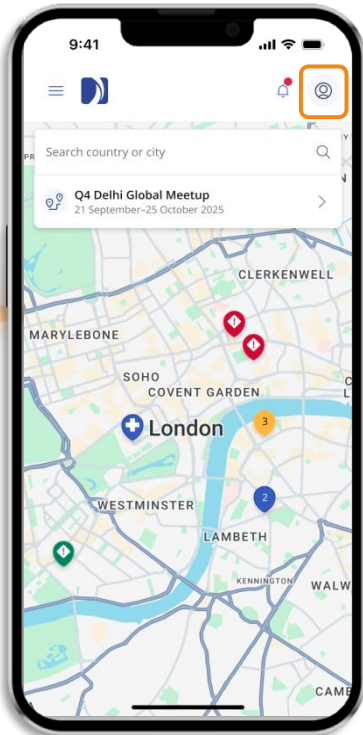 9:41
Search country or city
Q4 Delhi Global Meetup
21 September–25 October 2025
CLERKENWELL
MARYLEBONE
SOHO
COVENT GARDEN
London
3
2
WESTMINSTER
LAMBETH
KENNINGTON
WALW
CAME